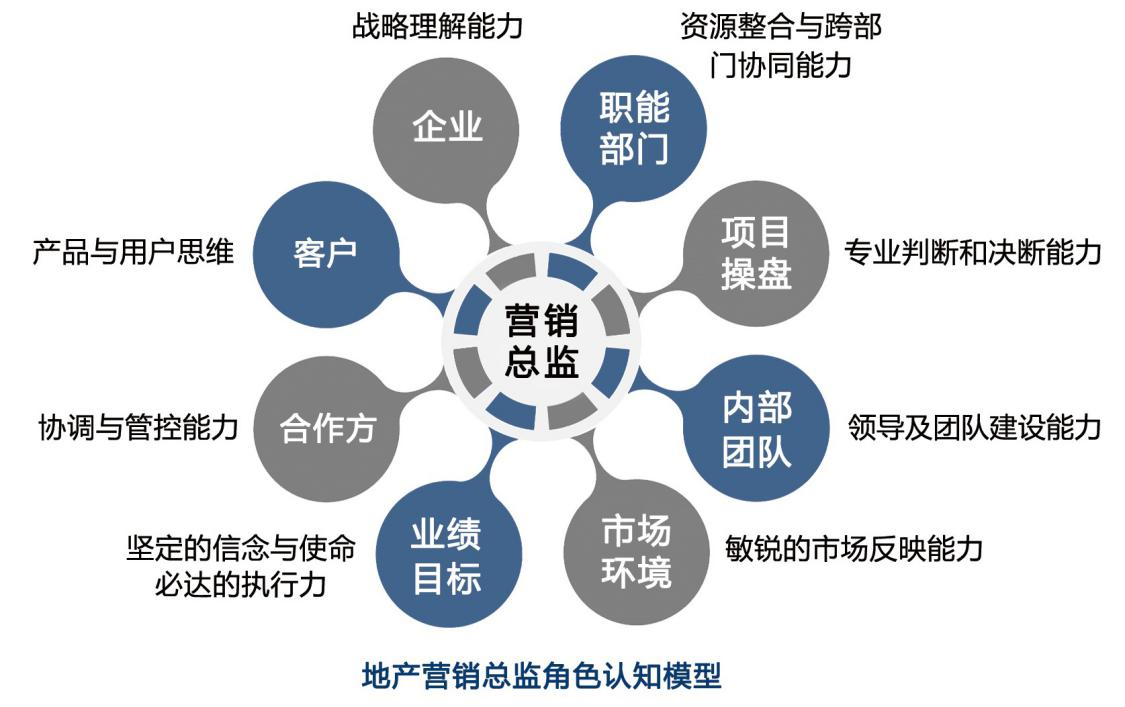 战略理解能力
资源整合与跨部
门协同能力
企业
职能
部门
产品与用户思维
客户
项目
操盘
专业判断和决断能力
营销
总监
协调与管控能力
合作方
内部
团队
领导及团队建设能力
坚定的信念与使命
必达的执行力
业绩
目标
市场
环境
敏锐的市场反映能力
地产营销总监角色认知模型